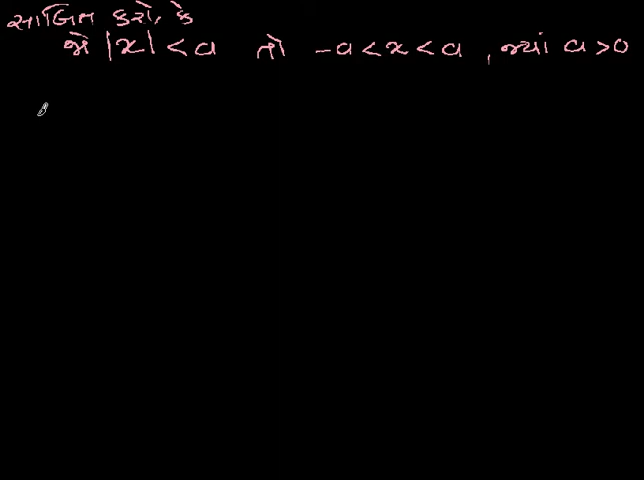 સાબિત કરો, કે
જો |x| < a તો -a < x < a , જ્યાં a > 0